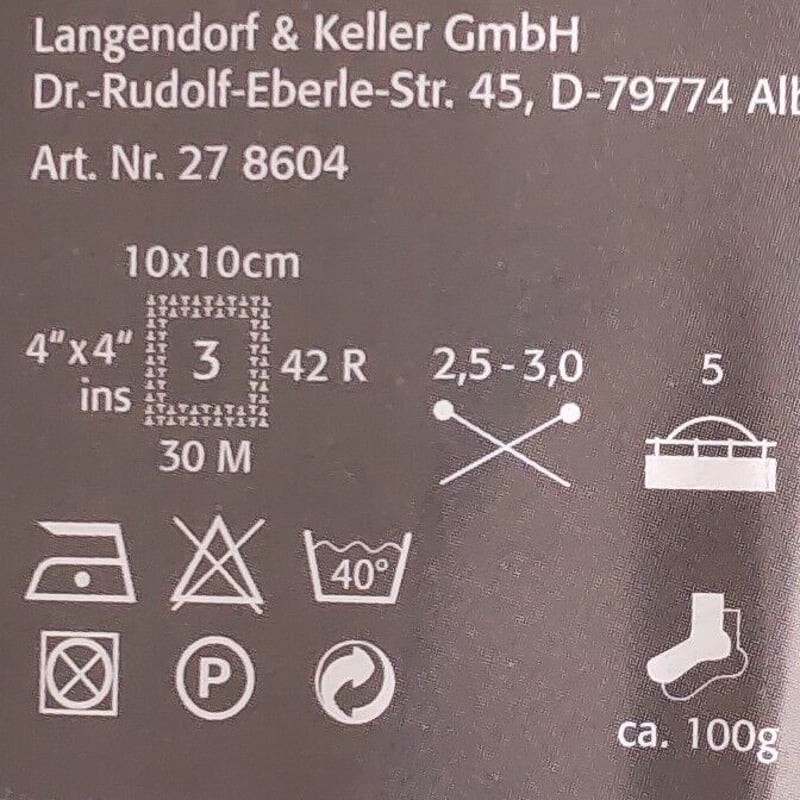 Langendorf & Keller GmbH
Dr.-Rudolf-Eberle-Str. 45, D-79774
Art. Nr. 27 8604
10x10cm
4"x4"
ins
3
42 R
30 M
2,5 - 3,0
5
40°
P
ca. 100g